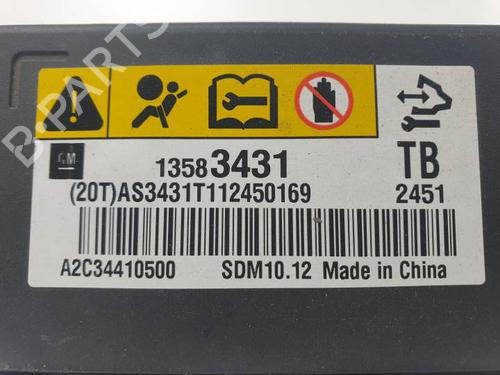 B-PARTS
GM
13583431
TB
(20T)AS3431T112450169
2451
A2C34410500
SDM10.12 Made in China